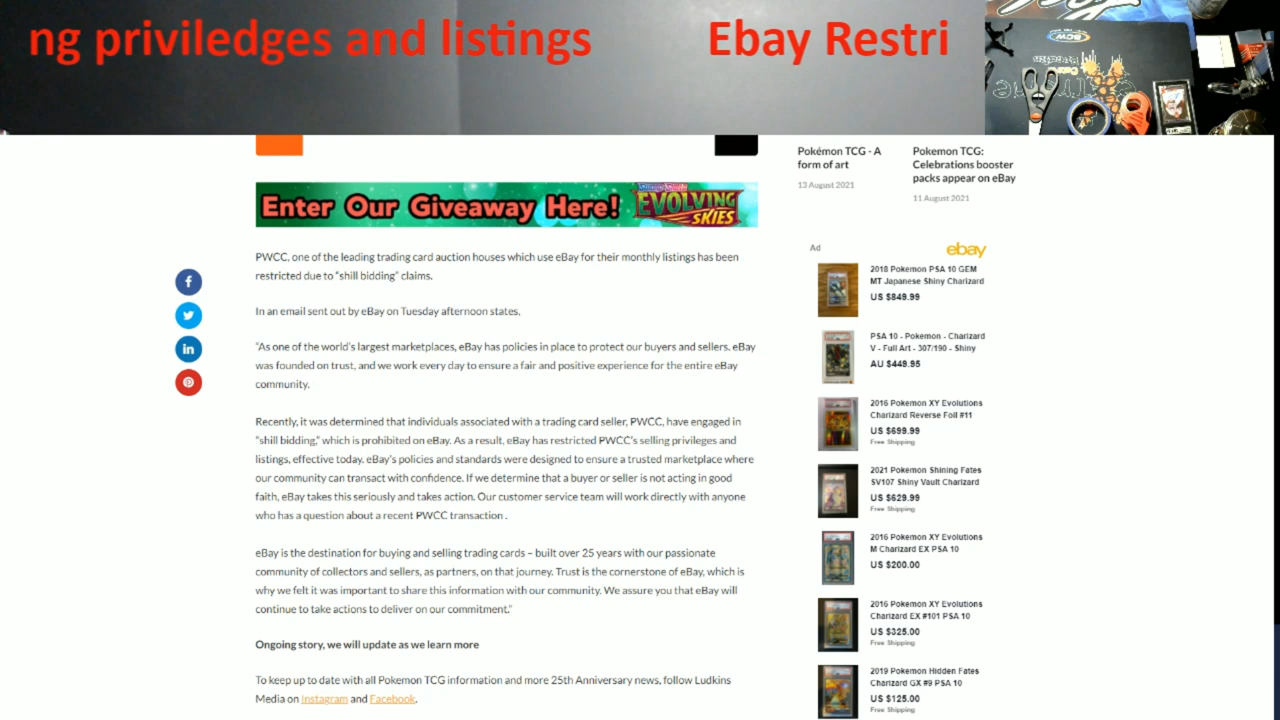 ng priviledges and listings Ebay Restri
BCW
Pokémon TCG - A
form of art
13 August 2021
Pokemon TCG:
Celebrations booster
packs appear on eBay
11 August 2021
Enter Our Giveaway Here! EVOLVING
SKIES
PWCC, one of the leading trading card auction houses which use eBay for their monthly listings has been
restricted due to “shill bidding” claims.
In an email sent out by eBay on Tuesday afternoon states.
“As one of the world’s largest marketplaces, eBay has policies in place to protect our buyers and sellers. eBay
was founded on trust, and we work every day to ensure a fair and positive experience for the entire eBay
community.
Recently, it was determined that individuals associated with a trading card seller, PWCC, have engaged in
“shill bidding,” which is prohibited on eBay. As a result, eBay has restricted PWCC’s selling privileges and
listings, effective today. eBay’s policies and standards were designed to ensure a trusted marketplace where
our community can transact with confidence. If we determine that a buyer or seller is not acting in good
faith, eBay takes this seriously and takes action. Our customer service team will work directly with anyone
who has a question about a recent PWCC transaction .
eBay is the destination for buying and selling trading cards – built over 25 years with our passionate
community of collectors and sellers, as partners, on that journey. Trust is the cornerstone of eBay, which is
why we felt it was important to share this information with our community. We assure you that eBay will
continue to take actions to deliver on our commitment.”
Ongoing story, we will update as we learn more
To keep up to date with all Pokemon TCG information and more 25th Anniversary news, follow Ludkins
Media on Instagram and Facebook.
Ad ebay
2018 Pokemon PSA 10 GEM
MT Japanese Shiny Charizard
US $849.99
PSA 10 - Pokemon - Charizard
V - Full Art - 307/190 - Shiny
AU $449.95
2016 Pokemon XY Evolutions
Charizard Reverse Foil #11
US $699.99
Free Shipping
2021 Pokemon Shining Fates
SV107 Shiny Vault Charizard
US $629.99
Free Shipping
2016 Pokemon XY Evolutions
M Charizard EX PSA 10
US $200.00
2016 Pokemon XY Evolutions
Charizard EX #101 PSA 10
US $325.00
Free Shipping
2019 Pokemon Hidden Fates
Charizard GX #9 PSA 10
US $125.00
Free Shipping